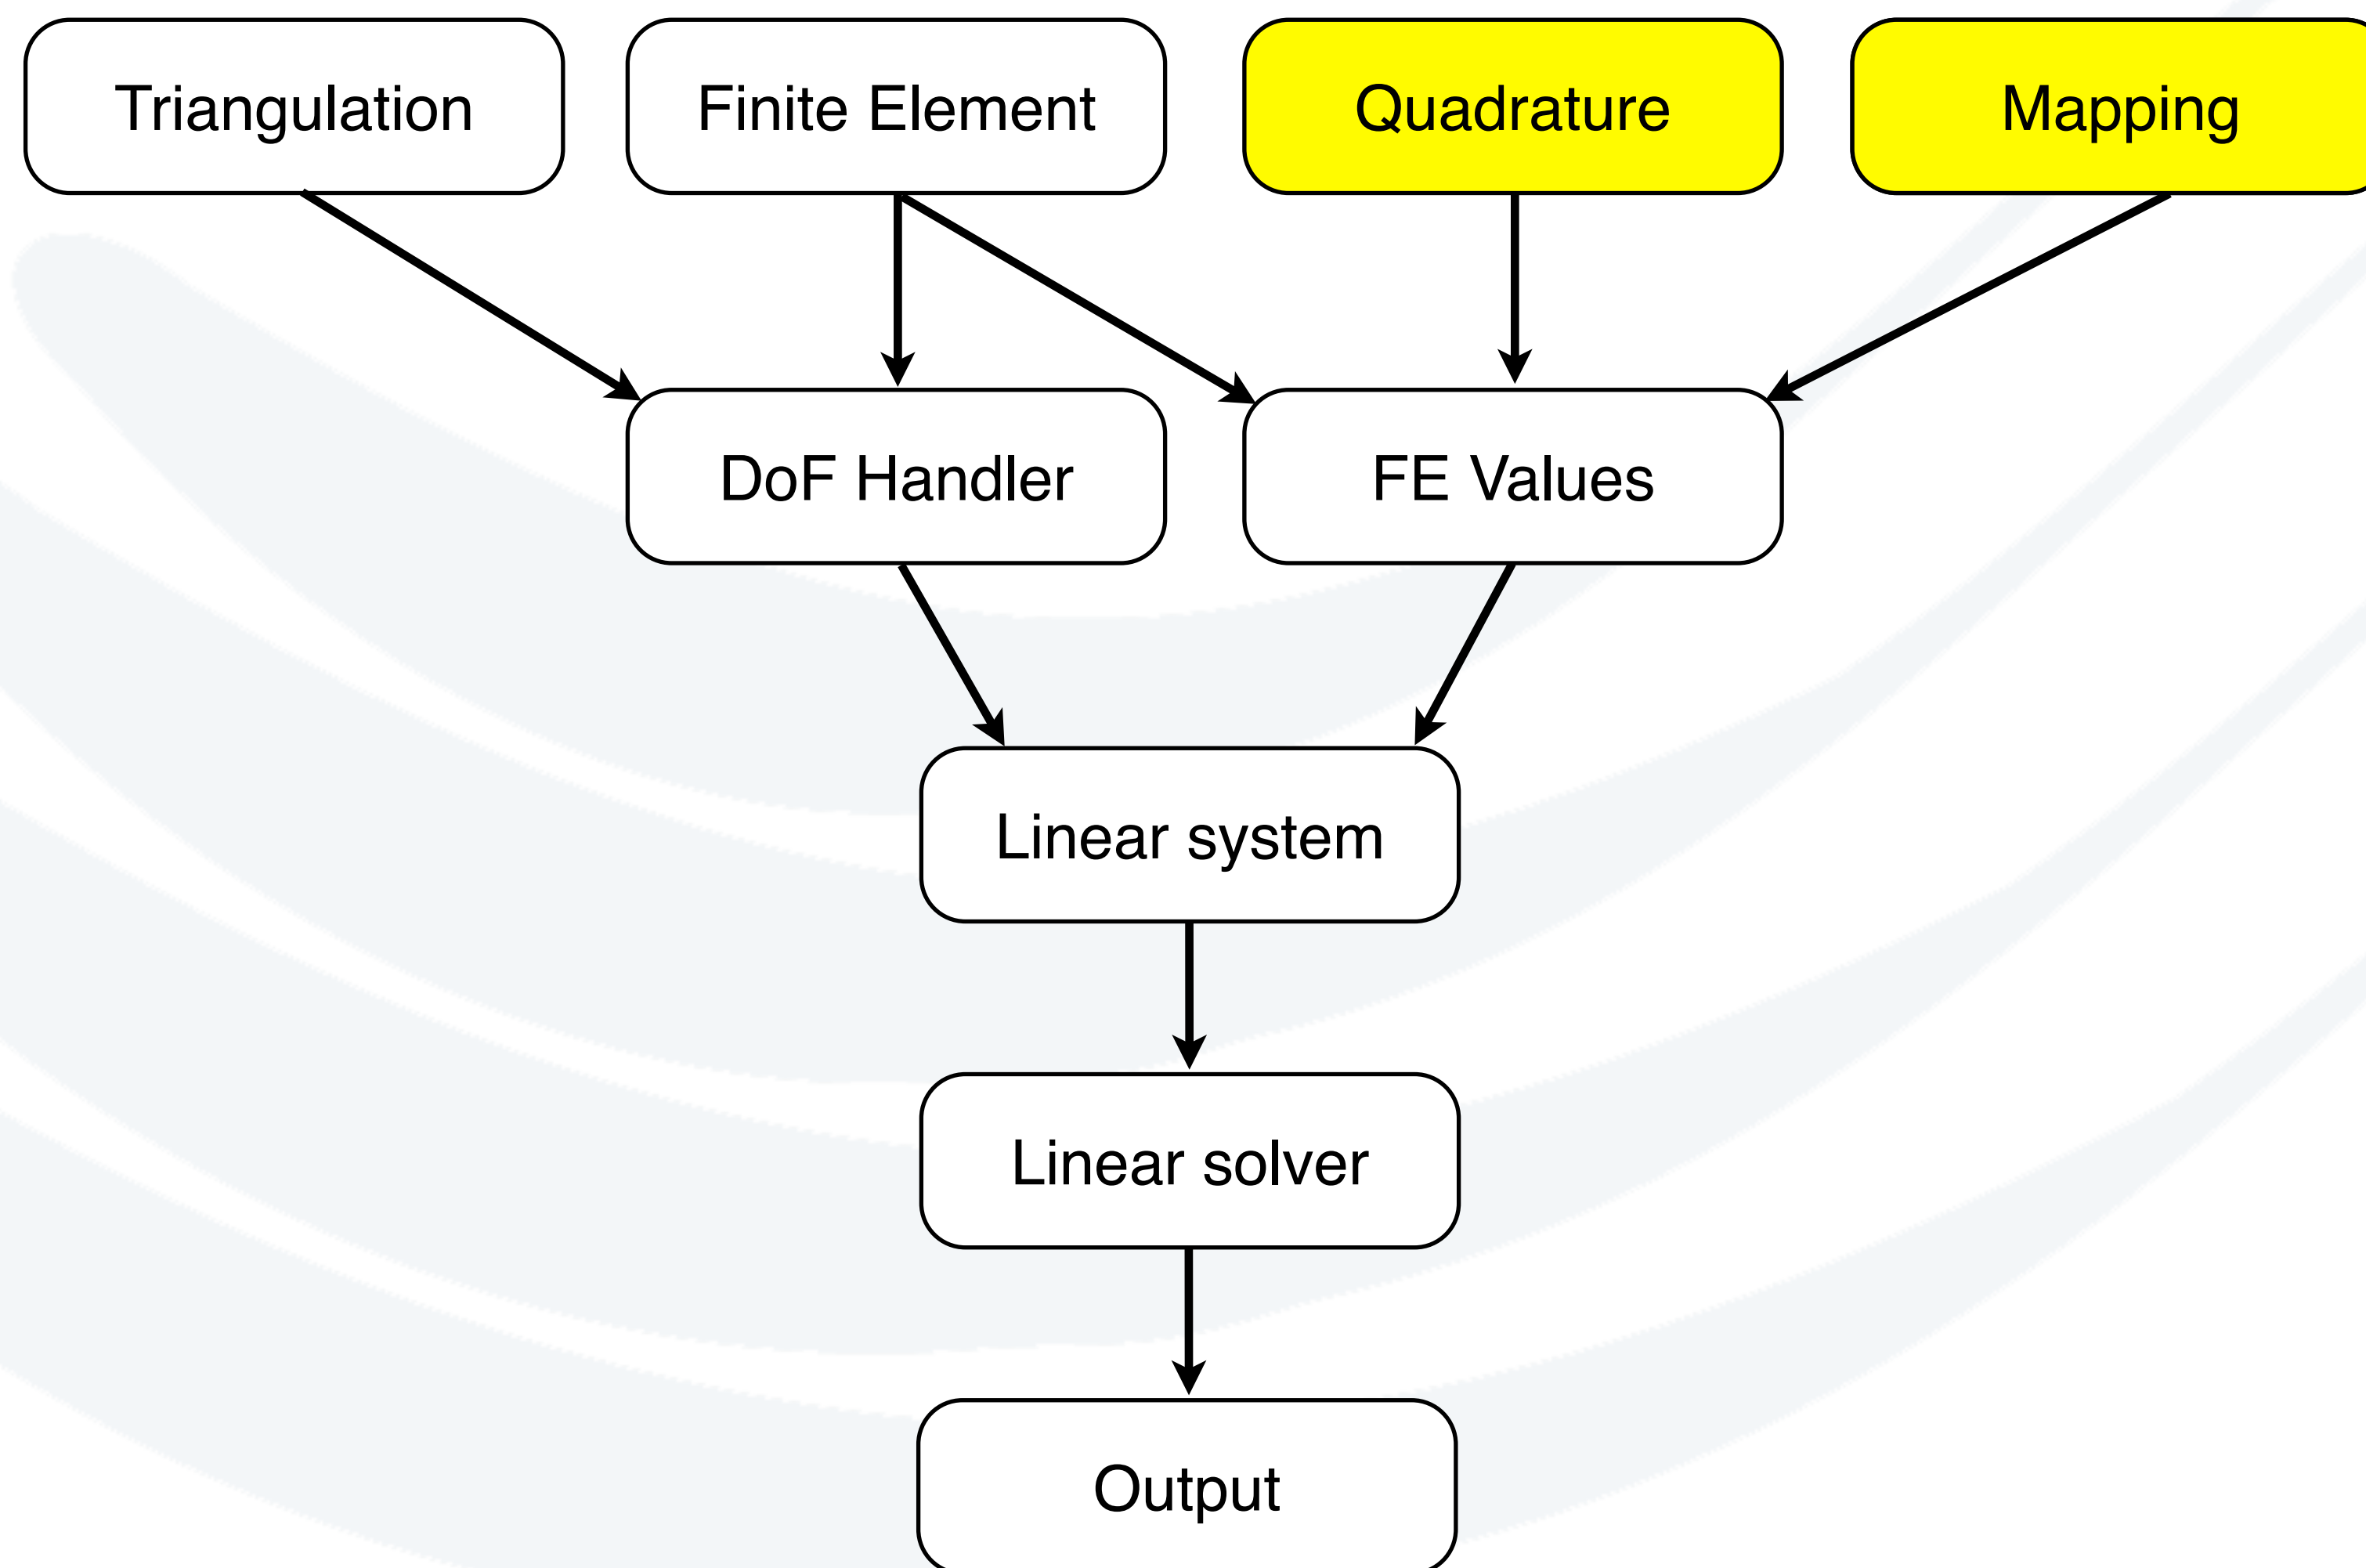 Triangulation
Finite Element
Quadrature
Mapping
DoF Handler
FE Values
Linear system
Linear solver
Output